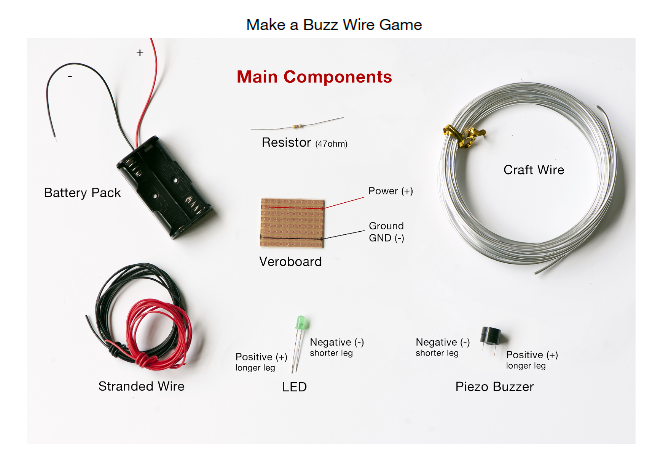 Make a Buzz Wire Game
+
-
Main Components
Resistor (47ohm)
Craft Wire
Battery Pack
Power (+)
Ground
GND (-)
Veroboard
Negative (-)
shorter leg
Positive (+)
longer leg
Negative (-)
shorter leg
Positive (+)
longer leg
Stranded Wire
LED
Piezo Buzzer